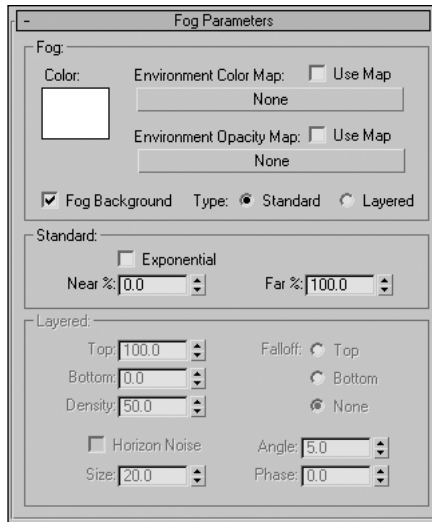 - Fog Parameters
Fog:
Color: Environment Color Map: Use Map
None
Environment Opacity Map: Use Map
None
Fog Background Type: Standard Layered
Standard:
Exponential
Near %: 0.0 Far %: 100.0
Layered:
Top: 100.0 Falloff: Top
Bottom: 0.0 Bottom
Density: 50.0 None
Horizon Noise Angle: 5.0
Size: 20.0 Phase: 0.0